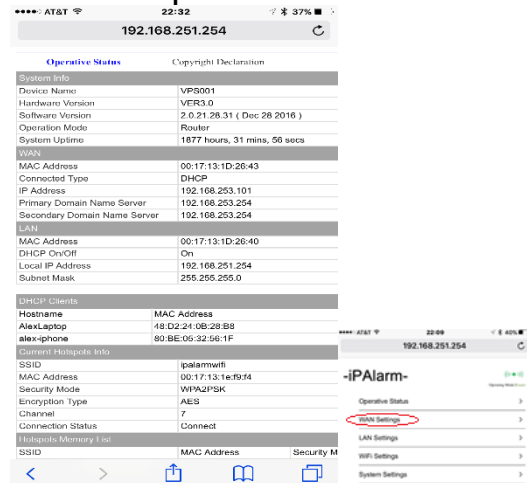 AT&T 22:32 37%
192.168.251.254
Operative Status Copyright Declaration
System Info
Device Name VPS001
Hardware Version VER3.0
Software Version 2.0.21.28.31 ( Dec 28 2016 )
Operation Mode Router
System Uptime 1877 hours, 31 mins, 56 secs
WAN
MAC Address 00:17:13:1D:26:43
Connected Type DHCP
IP Address 192.168.253.101
Primary Domain Name Server 192.168.253.254
Secondary Domain Name Server 192.168.253.254
LAN
MAC Address 00:17:13:1D:26:40
DHCP On/Off On
Local IP Address 192.168.251.254
Subnet Mask 255.255.255.0
DHCP Clients
Hostname MAC Address
AlexLaptop 48:D2:24:0B:28:B8
alex-iphone 80:BE:05:32:56:1F
Current Hotspots Info
SSID ipalarmwifi
MAC Address 00:17:13:1e:f9:f4
Security Mode WPA2PSK
Encryption Type AES
Channel 7
Connection Status Connect
Hotspots Memory List
SSID MAC Address Security M
AT&T 22:09 40%
192.168.251.254
-iPAlarm-
Operative Status
WAN Settings
LAN Settings
WiFi Settings
System Settings